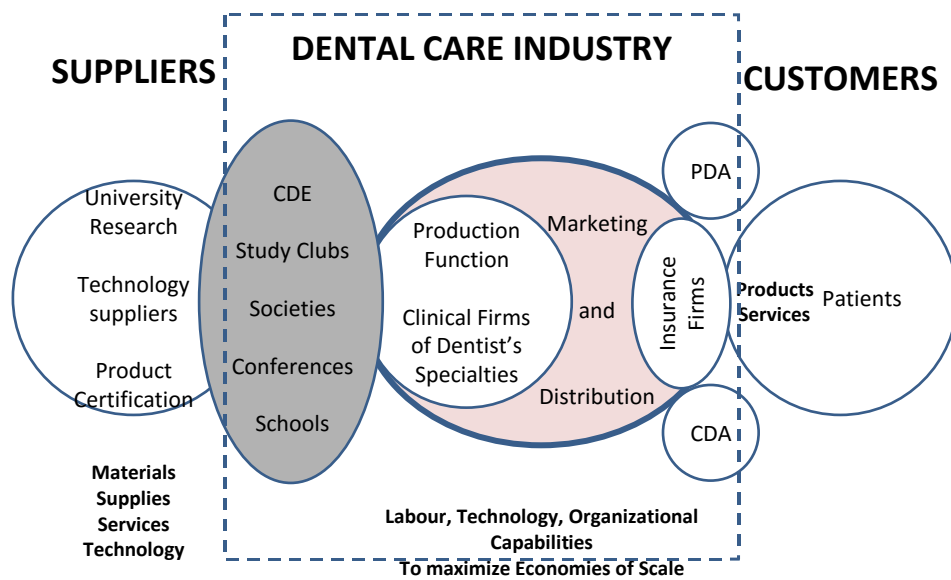 DENTAL CARE INDUSTRY
SUPPLIERS
CUSTOMERS
University
Research
Technology
suppliers
Product
Certification
CDE
Study Clubs
Societies
Conferences
Schools
Production
Function
Clinical Firms
of Dentist’s
Specialties
Marketing
and
Distribution
PDA
Insurance
Firms
CDA
Products
Services
Patients
Materials
Supplies
Services
Technology
Labour, Technology, Organizational
Capabilities
To maximize Economies of Scale